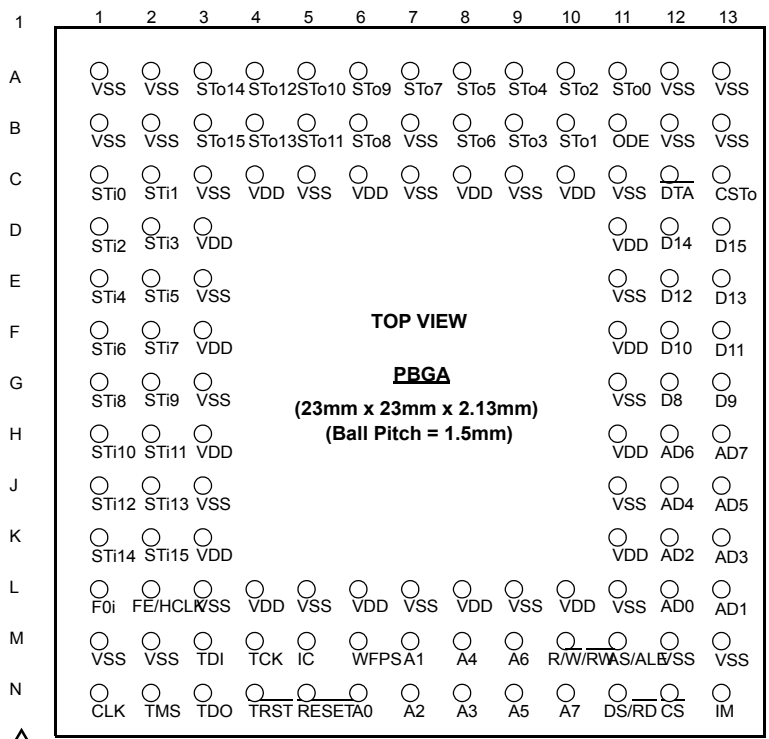 1
1 2 3 4 5 6 7 8 9 10 11 12 13
A VSS VSS STo14 STo12 STo10 STo9 STo7 STo5 STo4 STo2 STo0 VSS VSS
B VSS VSS STo15 STo13 STo11 STo8 VSS STo6 STo3 STo1 ODE VSS VSS
C STi0 STi1 VSS VDD VSS VDD VSS VDD VSS VDD VSS DTA CSTo
D STi2 STi3 VDD VDD D14 D15
E STi4 STi5 VSS VSS D12 D13
TOP VIEW
F STi6 STi7 VDD VDD D10 D11
PBGA
G STi8 STi9 VSS VSS D8 D9
(23mm x 23mm x 2.13mm)
(Ball Pitch = 1.5mm)
H STi10 STi11 VDD VDD AD6 AD7
J STi12 STi13 VSS VSS AD4 AD5
K STi14 STi15 VDD VDD AD2 AD3
L F0i FE/HCLK VSS VDD VSS VDD VSS VDD VSS VDD VSS AD0 AD1
M VSS VSS TDI TCK IC WFPS A1 A4 A6 R/W/RW AS/ALE VSS VSS
N CLK TMS TDO TRST RESET A0 A2 A3 A5 A7 DS/RD CS IM